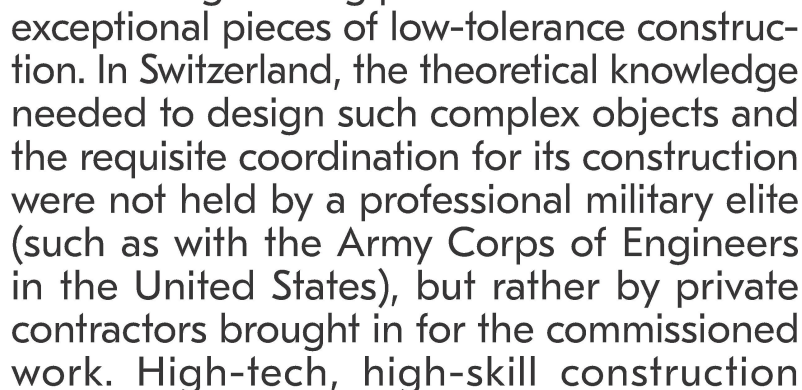 exceptional pieces of low-tolerance construc-
tion. In Switzerland, the theoretical knowledge
needed to design such complex objects and
the requisite coordination for its construction
were not held by a professional military elite
(such as with the Army Corps of Engineers
in the United States), but rather by private
contractors brought in for the commissioned
work. High-tech, high-skill construction